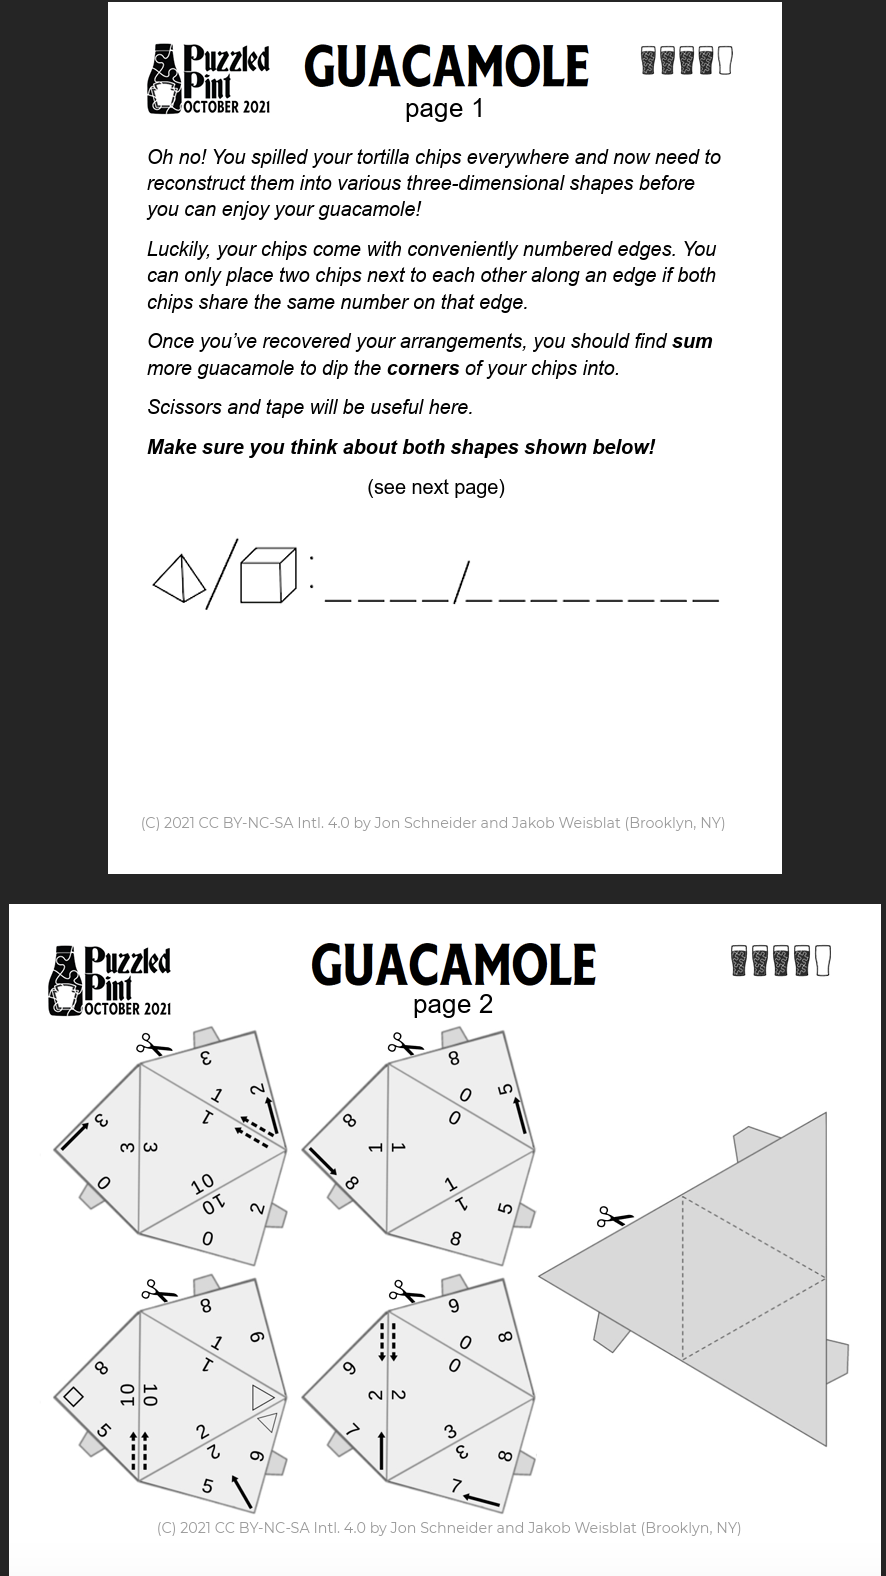 Puzzled
Pint
OCTOBER 2021
GUACAMOLE
page 1
Oh no! You spilled your tortilla chips everywhere and now need to
reconstruct them into various three-dimensional shapes before
you can enjoy your guacamole!
Luckily, your chips come with conveniently numbered edges. You
can only place two chips next to each other along an edge if both
chips share the same number on that edge.
Once you've recovered your arrangements, you should find sum
more guacamole to dip the corners of your chips into.
Scissors and tape will be useful here.
Make sure you think about both shapes shown below!
(see next page)
/ : _ _ _ _ / _ _ _ _ _ _ _ _
(C) 2021 CC BY-NC-SA Intl. 4.0 by Jon Schneider and Jakob Weisblat (Brooklyn, NY)
Puzzled
Pint
OCTOBER 2021
GUACAMOLE
page 2
3
2
1
1
3
3
3
0
10
10
2
0
8
5
0
0
8
1
1
8
1
1
5
8
8
6
1
1
8
10
10
5
2
2
6
5
6
8
0
0
6
2
2
7
3
3
8
7
(C) 2021 CC BY-NC-SA Intl. 4.0 by Jon Schneider and Jakob Weisblat (Brooklyn, NY)